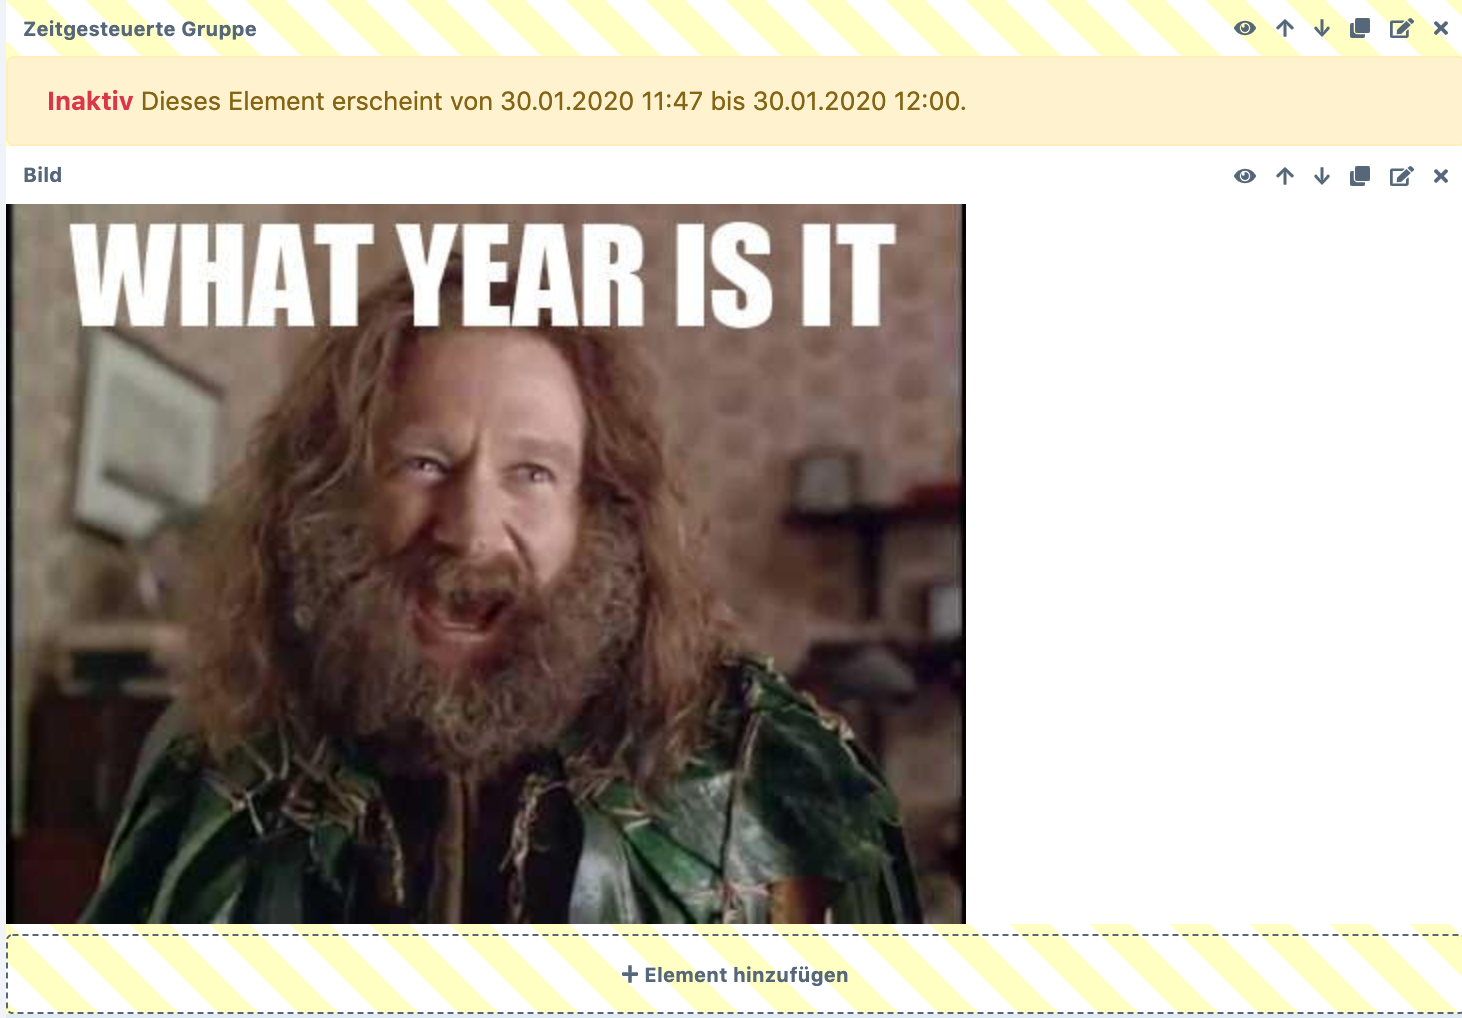 Zeitgesteuerte Gruppe
Inaktiv Dieses Element erscheint von 30.01.2020 11:47 bis 30.01.2020 12:00.
Bild
WHAT YEAR IS IT
Element hinzufügen